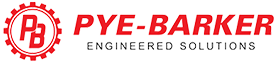 PB PYE-BARKER
ENGINEERED SOLUTIONS